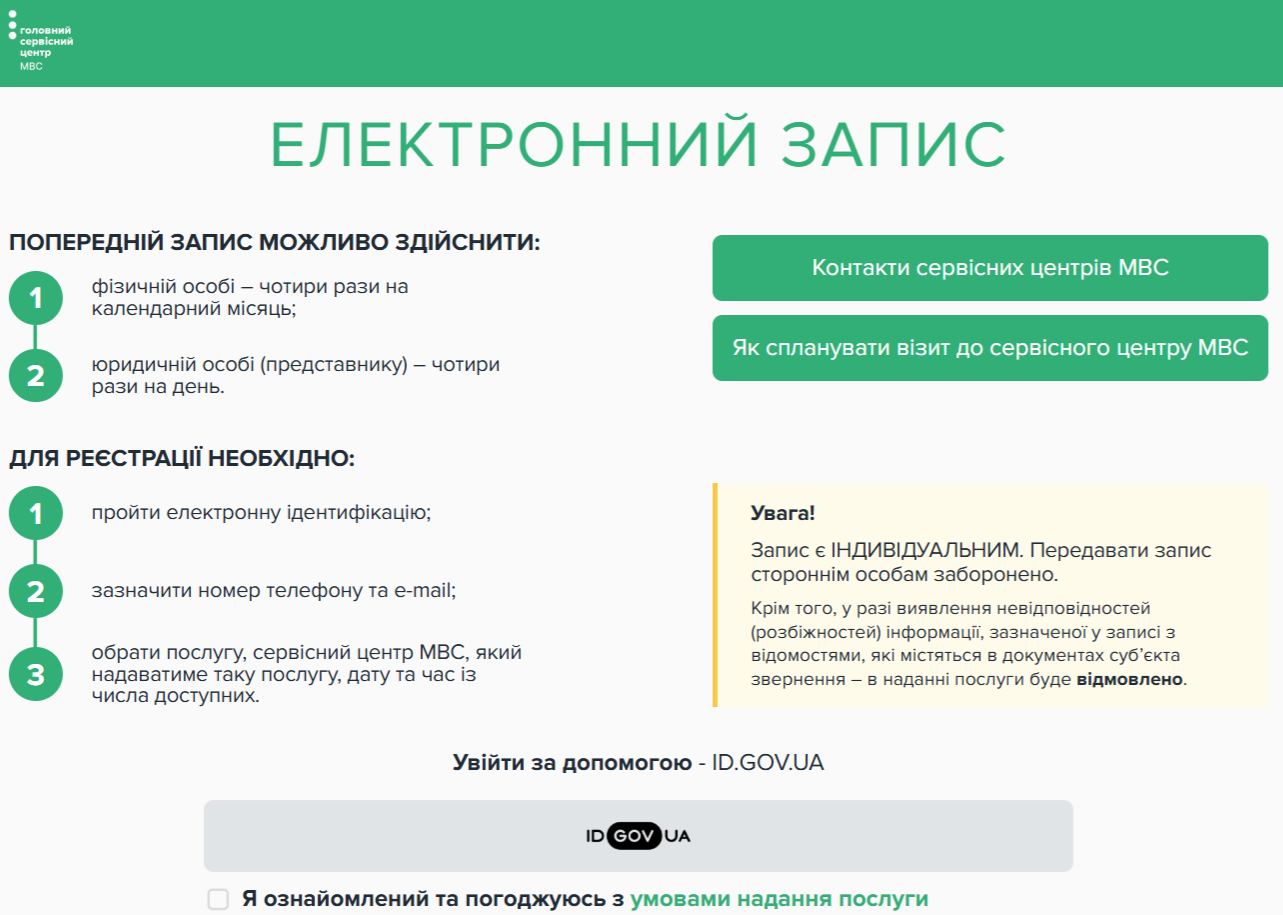 головний
сервісний
центр
МВС
ЕЛЕКТРОННИЙ ЗАПИС
ПОПЕРЕДНІЙ ЗАПИС МОЖЛИВО ЗДІЙСНИТИ:
1
фізичній особі – чотири рази на
календарний місяць;
2
юридичній особі (представнику) – чотири
рази на день.
Контакти сервісних центрів МВС
Як спланувати візит до сервісного центру МВС
ДЛЯ РЕЄСТРАЦІЇ НЕОБХІДНО:
1
пройти електронну ідентифікацію;
2
зазначити номер телефону та e-mail;
3
обрати послугу, сервісний центр МВС, який
надаватиме таку послугу, дату та час із
числа доступних.
Увага!
Запис є ІНДИВІДУАЛЬНИМ. Передавати запис
стороннім особам заборонено.
Крім того, у разі виявлення невідповідностей
(розбіжностей) інформації, зазначеної у записі з
відомостями, які містяться в документах суб’єкта
звернення – в наданні послуги буде відмовлено.
Увійти за допомогою - ID.GOV.UA
ID GOV UA
Я ознайомлений та погоджуюсь з умовами надання послуги